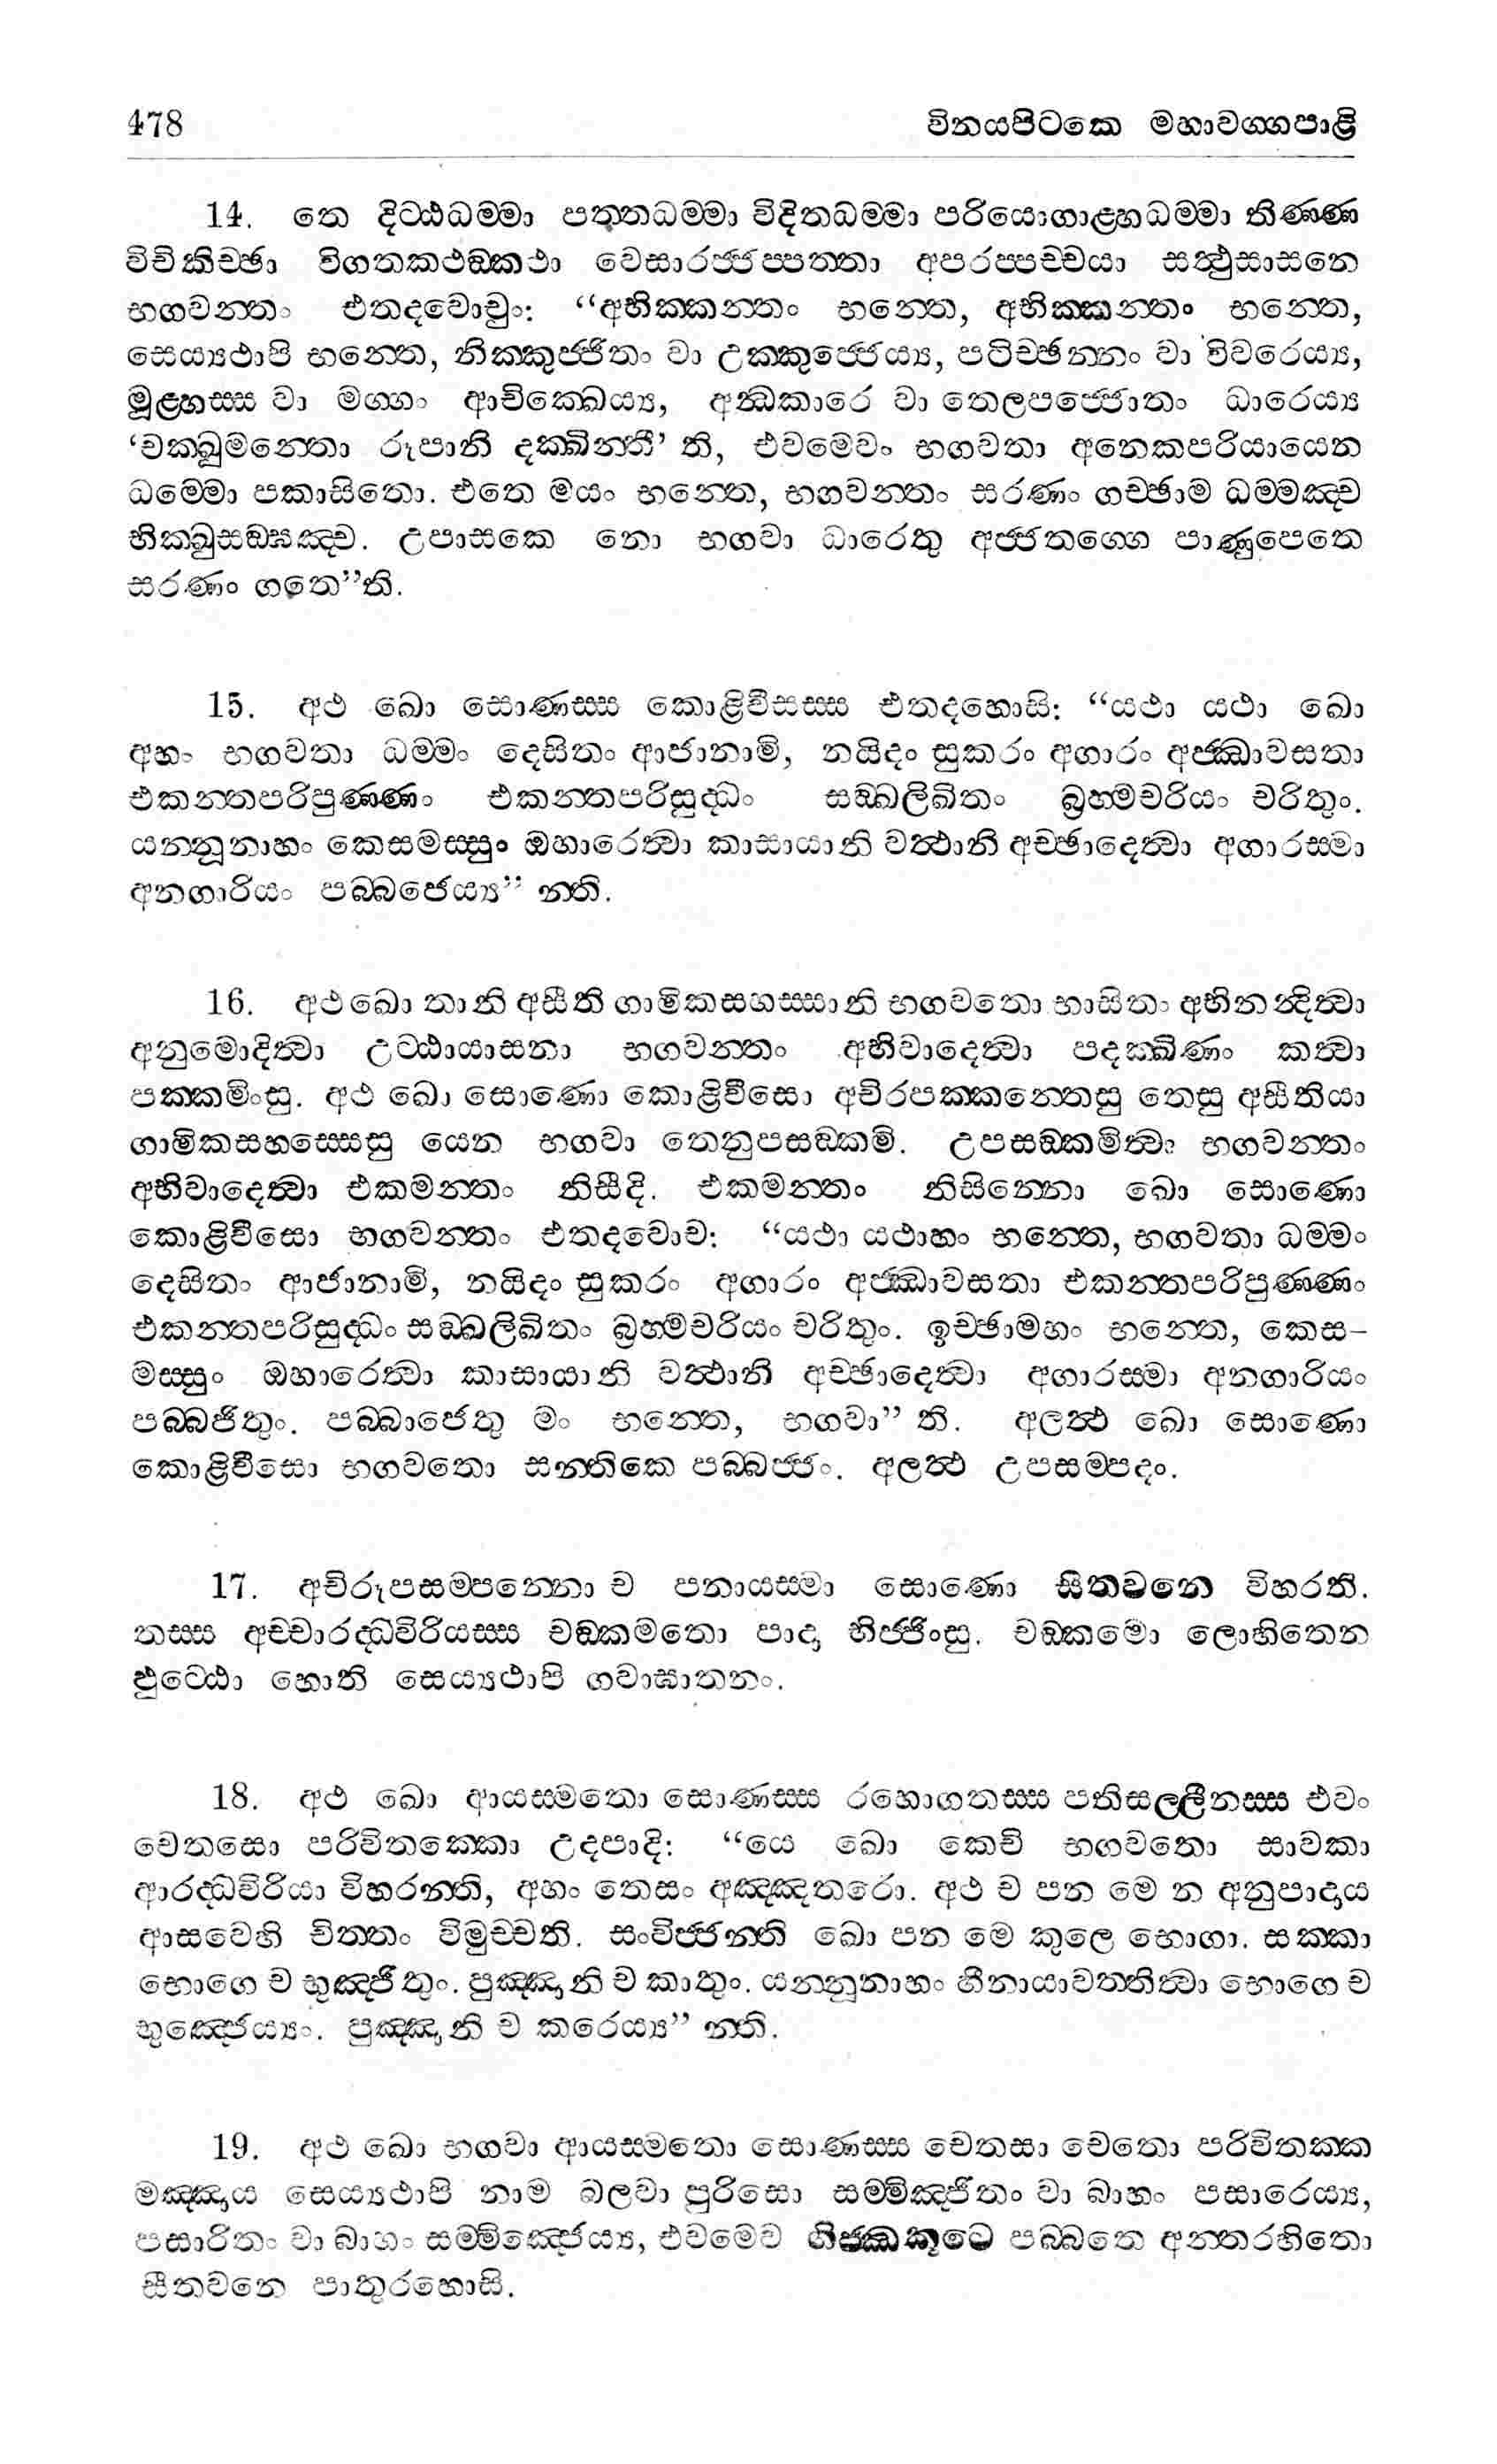 478 විනයපිටකෙ මහාවග්ගපාළි
14. තෙ දිට්ඨධම්මා පත්තධම්මා විදිතධම්මා පරියොගාළ්හධම්මා තිණ්ණ
විචිකිච්ඡා විගතකථඞ්කථා වෙසාරජ්ජප්පත්තා අපරප්පච්චයා සත්ථුසාසනෙ
භගවන්තං එතදවොචුං: “අභික්කන්තං භන්තෙ, අභික්කන්තං භන්තෙ,
සෙය්‍යථාපි භන්තෙ, නික්කුජ්ජිතං වා උක්කුජ්ජෙය්‍ය, පටිච්ඡන්නං වා විවරෙය්‍ය,
මූළ්හස්ස වා මග්ගං ආචික්ඛෙය්‍ය, අන්ධකාරෙ වා තෙලපජ්ජොතං ධාරෙය්‍ය
‘චක්ඛුමන්තො රූපානි දක්ඛින්තී’ ති, එවමෙවං භගවතා අනෙකපරියායෙන
ධම්මො පකාසිතො. එතෙ මයං භන්තෙ, භගවන්තං සරණං ගච්ඡාම ධම්මඤ්ච
භික්ඛුසඞ්ඝඤ්ච. උපාසකෙ නො භගවා ධාරෙතු අජ්ජතග්ගෙ පාණුපෙතෙ
සරණං ගතෙ”ති.
15. අථ ඛො සොණස්ස කොළිවීසස්ස එතදහොසි: “යථා යථා ඛො
අහං භගවතා ධම්මං දෙසිතං ආජානාමි, නයිදං සුකරං අගාරං අජ්ඣාවසතා
එකන්තපරිපුණ්ණං එකන්තපරිසුද්ධං සඞ්ඛලිඛිතං බ්‍රහ්මචරියං චරිතුං.
යන්නූනාහං කෙසමස්සුං ඔහාරෙත්වා කාසායානි වත්ථානි අච්ඡාදෙත්වා අගාරස්මා
අනගාරියං පබ්බජෙය්‍ය” න්ති.
16. අථ ඛො තානි අසීති ගාමිකසහස්සානි භගවතො භාසිතං අභිනන්දිත්වා
අනුමොදිත්වා උට්ඨායාසනා භගවන්තං අභිවාදෙත්වා පදක්ඛිණං කත්වා
පක්කමිංසු. අථ ඛො සොණො කොළිවීසො අචිරපක්කන්තෙසු තෙසු අසීතියා
ගාමිකසහස්සෙසු යෙන භගවා තෙනුපසඞ්කමි. උපසඞ්කමිත්වා භගවන්තං
අභිවාදෙත්වා එකමන්තං නිසීදි. එකමන්තං නිසින්නො ඛො සොණො
කොළිවීසො භගවන්තං එතදවොච: “යථා යථාහං භන්තෙ, භගවතා ධම්මං
දෙසිතං ආජානාමි, නයිදං සුකරං අගාරං අජ්ඣාවසතා එකන්තපරිපුණ්ණං
එකන්තපරිසුද්ධං සඞ්ඛලිඛිතං බ්‍රහ්මචරියං චරිතුං. ඉච්ඡාමහං භන්තෙ, කෙස–
මස්සුං ඔහාරෙත්වා කාසායානි වත්ථානි අච්ඡාදෙත්වා අගාරස්මා අනගාරියං
පබ්බජිතුං. පබ්බාජෙතු මං භන්තෙ, භගවා” ති. අලත්ථ ඛො සොණො
කොළිවීසො භගවතො සන්තිකෙ පබ්බජ්ජං. අලත්ථ උපසම්පදං.
17. අචිරූපසම්පන්නො ච පනායස්මා සොණො සීතවනෙ විහරති.
තස්ස අච්චාරද්ධවිරියස්ස චඞ්කමතො පාදා භිජ්ජිංසු. චඞ්කමො ලොහිතෙන
ඵුට්ඨො හොති සෙය්‍යථාපි ගවාඝාතනං.
18. අථ ඛො ආයස්මතො සොණස්ස රහොගතස්ස පතිසල්ලීනස්ස එවං
චෙතසො පරිවිතක්කො උදපාදි: “යෙ ඛො කෙචි භගවතො සාවකා
ආරද්ධවිරියා විහරන්ති, අහං තෙසං අඤ්ඤතරො. අථ ච පන මෙ න අනුපාදාය
ආසවෙහි චිත්තං විමුච්චති. සංවිජ්ජන්ති ඛො පන මෙ කුලෙ භොගා. සක්කා
භොගෙ ච භුඤ්ජිතුං. පුඤ්ඤානි ච කාතුං. යන්නූනාහං හීනායාවත්තිත්වා භොගෙ ච
භුඤ්ජෙය්‍යං. පුඤ්ඤානි ච කරෙය්‍ය” න්ති.
19. අථ ඛො භගවා ආයස්මතො සොණස්ස චෙතසා චෙතො පරිවිතක්ක
මඤ්ඤාය සෙය්‍යථාපි නාම බලවා පුරිසො සම්මිඤ්ජිතං වා බාහං පසාරෙය්‍ය,
පසාරිතං වා බාහං සම්මිඤ්ජෙය්‍ය, එවමෙව ගිජ්ඣකූටෙ පබ්බතෙ අන්තරහිතො
සීතවනෙ පාතුරහොසි.